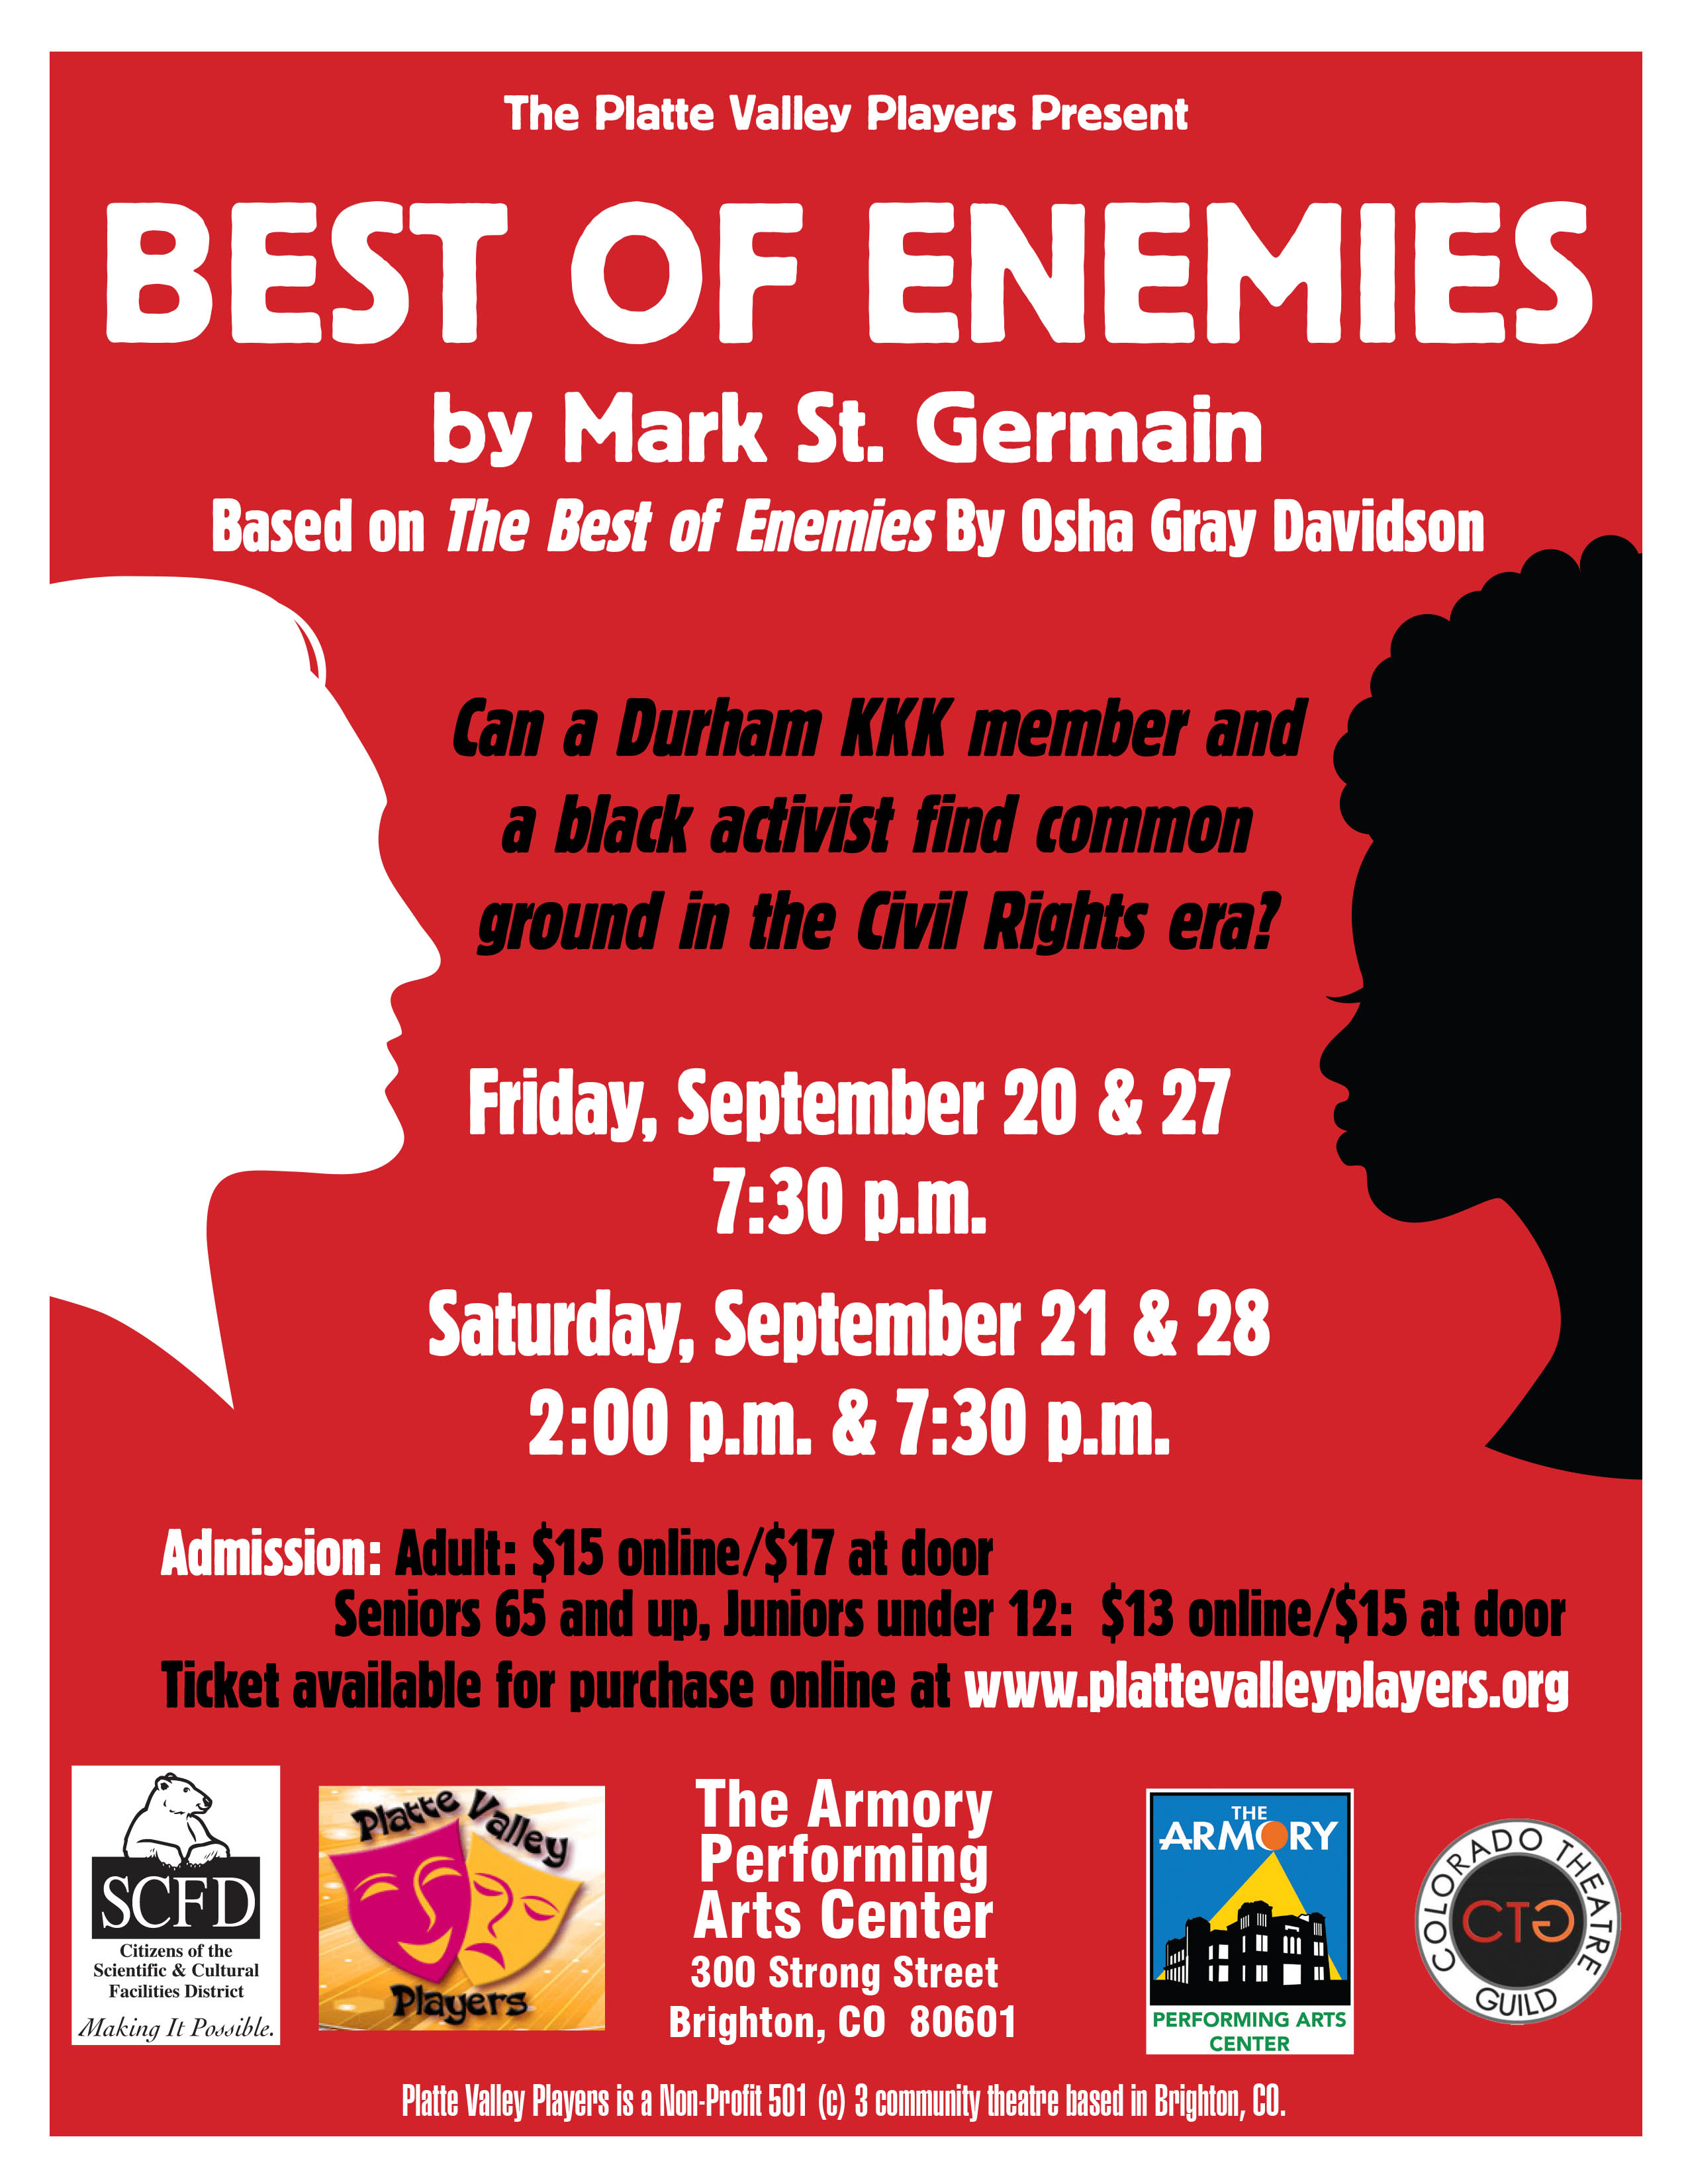 The Platte Valley Players Present
BEST OF ENEMIES
by Mark St. Germain
Based on The Best of Enemies By Osha Gray Davidson
Can a Durham KKK member and
a black activist find common
ground in the Civil Rights era?
Friday, September 20 & 27
7:30 p.m.
Saturday, September 21 & 28
2:00 p.m. & 7:30 p.m.
Admission: Adult: $15 online/$17 at door
Seniors 65 and up, Juniors under 12: $13 online/$15 at door
Ticket available for purchase online at www.plattevalleyplayers.org
SCFD
Citizens of the
Scientific & Cultural
Facilities District
Making It Possible.
Platte Valley
Players
The Armory
Performing
Arts Center
300 Strong Street
Brighton, CO 80601
THE
ARMORY
PERFORMING ARTS
CENTER
COLORADO THEATRE
CTG
GUILD
Platte Valley Players is a Non-Profit 501 (c) 3 community theatre based in Brighton, CO.